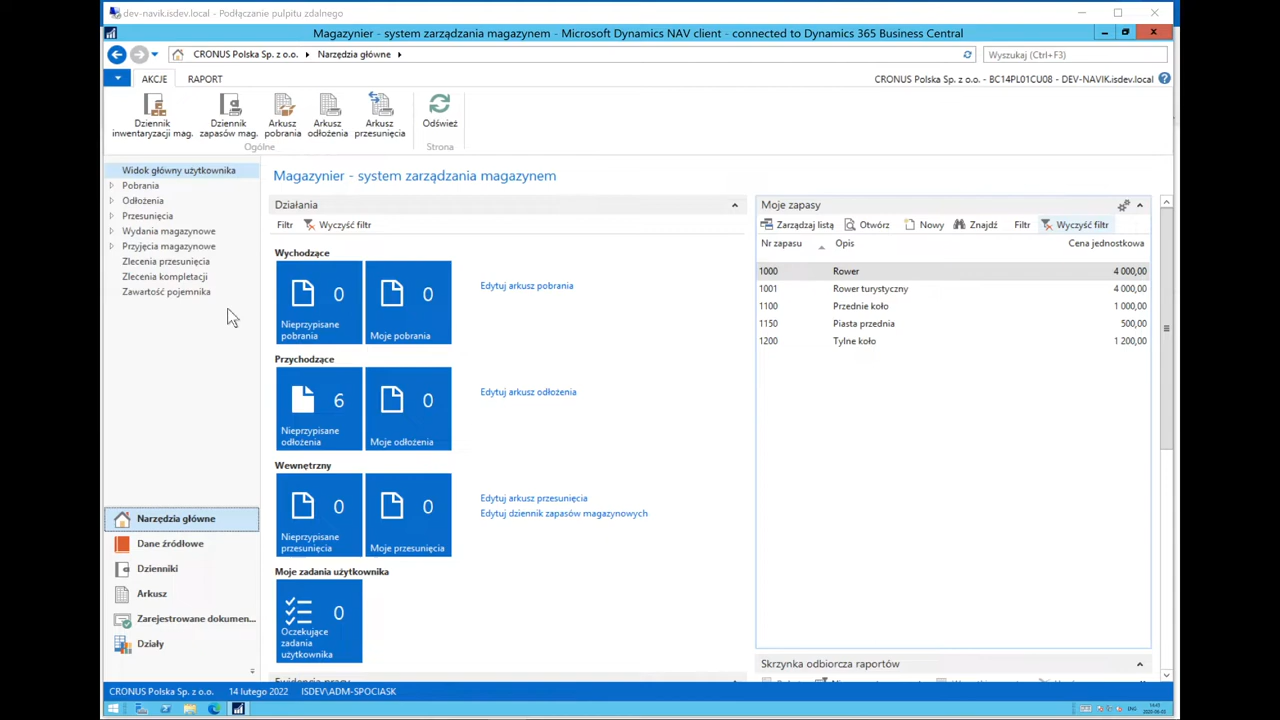 dev-navik.isdev.local - Podłączanie pulpitu zdalnego
Magazynier - system zarządzania magazynem - Microsoft Dynamics NAV client - connected to Dynamics 365 Business Central
CRONUS Polska Sp. z o.o. Narzędzia główne
Wyszukaj (Ctrl+F3)
AKCJE RAPORT
CRONUS Polska Sp. z o.o. - BC14PL01CU08 - DEV-NAVIK.isdev.local
Dziennik inwentaryzacji mag.
Dziennik zapasów mag.
Arkusz pobrania
Arkusz odłożenia
Arkusz przesunięcia
Odśwież
Ogólne
Strona
Widok główny użytkownika
Pobrania
Odłożenia
Przesunięcia
Wydania magazynowe
Przyjęcia magazynowe
Zlecenia przesunięcia
Zlecenia kompletacji
Zawartość pojemnika
Narzędzia główne
Dane źródłowe
Dzienniki
Arkusz
Zarejestrowane dokumen...
Działy
Magazynier - system zarządzania magazynem
Działania
Filtr Wyczyść filtr
Wychodzące
0
Nieprzypisane
pobrania
0
Moje pobrania
Edytuj arkusz pobrania
Przychodzące
6
Nieprzypisane
odłożenia
0
Moje odłożenia
Edytuj arkusz odłożenia
Wewnętrzny
0
Nieprzypisane
przesunięcia
0
Moje przesunięcia
Edytuj arkusz przesunięcia
Edytuj dziennik zapasów magazynowych
Moje zadania użytkownika
0
Oczekujące
zadania
użytkownika
Moje zapasy
Zarządzaj listą Otwórz Nowy Znajdź Filtr Wyczyść filtr
Nr zapasu Opis Cena jednostkowa
1000 Rower 4 000,00
1001 Rower turystyczny 4 000,00
1100 Przednie koło 1 000,00
1150 Piasta przednia 500,00
1200 Tylne koło 1 200,00
Skrzynka odbiorcza raportów
CRONUS Polska Sp. z o.o. 14 lutego 2022 ISDEV\ADM-SPOCIASK
ENG